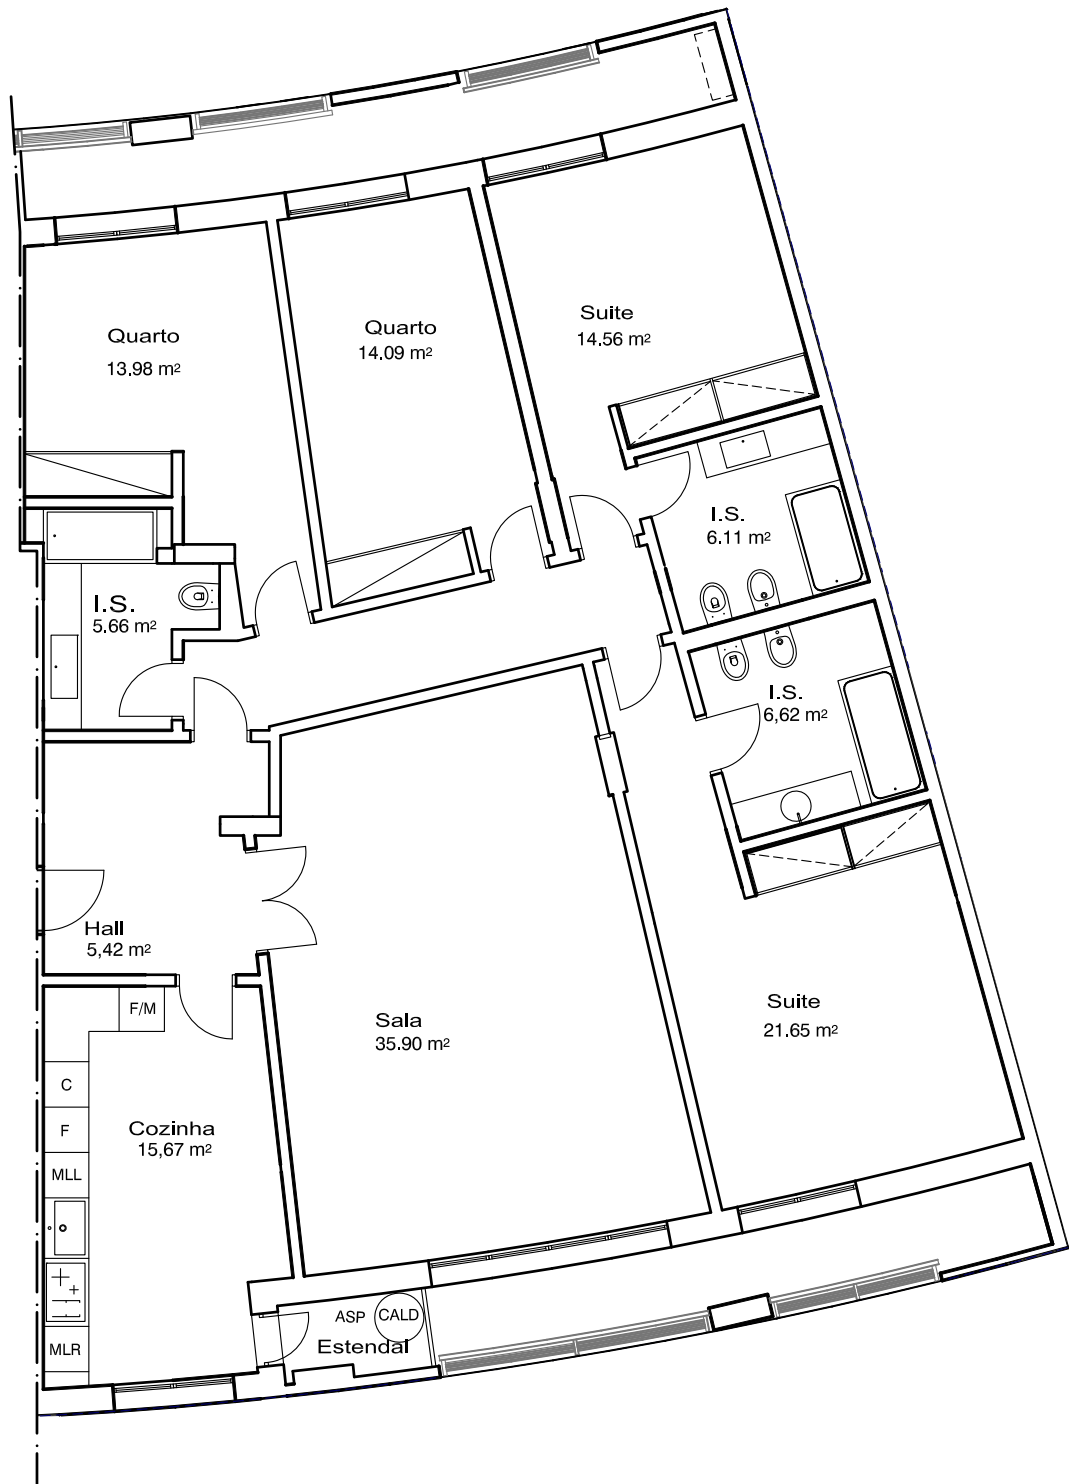 Quarto
13.98 m²
Quarto
14.09 m²
Suite
14.56 m²
I.S.
6.11 m²
I.S.
5.66 m²
I.S.
6,62 m²
Hall
5,42 m²
Sala
35.90 m²
Suite
21.65 m²
F/M
C
F
MLL
MLR
Cozinha
15,67 m²
ASP
CALD
Estendal